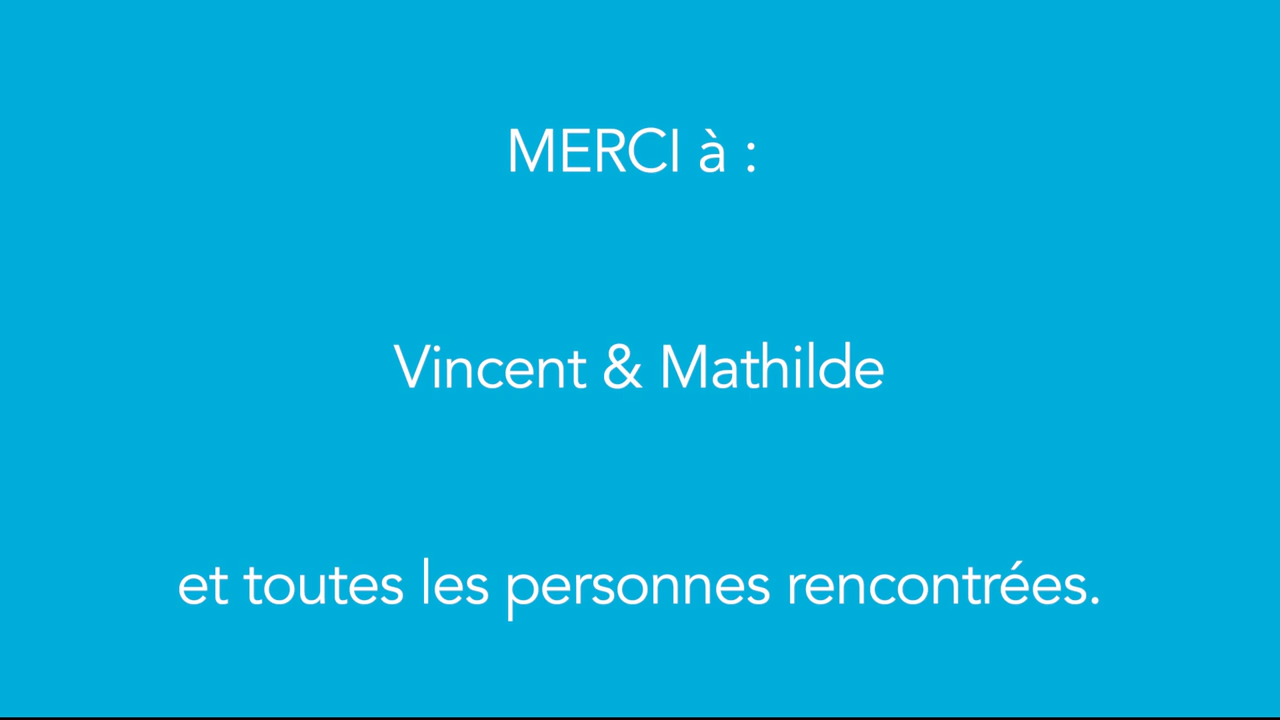 MERCI à :
Vincent & Mathilde
et toutes les personnes rencontrées.